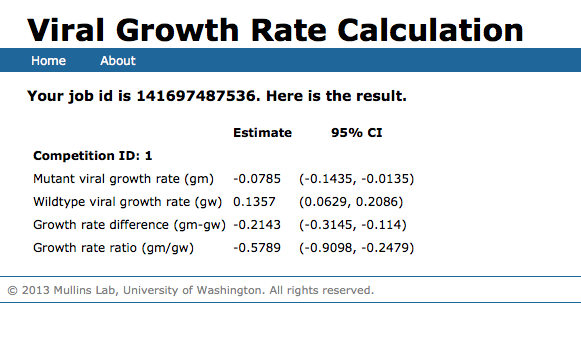 Viral Growth Rate Calculation
Home About
Your job id is 141697487536. Here is the result.
Estimate 95% CI
Competition ID: 1
Mutant viral growth rate (gm) -0.0785 (-0.1435, -0.0135)
Wildtype viral growth rate (gw) 0.1357 (0.0629, 0.2086)
Growth rate difference (gm-gw) -0.2143 (-0.3145, -0.114)
Growth rate ratio (gm/gw) -0.5789 (-0.9098, -0.2479)
© 2013 Mullins Lab, University of Washington. All rights reserved.